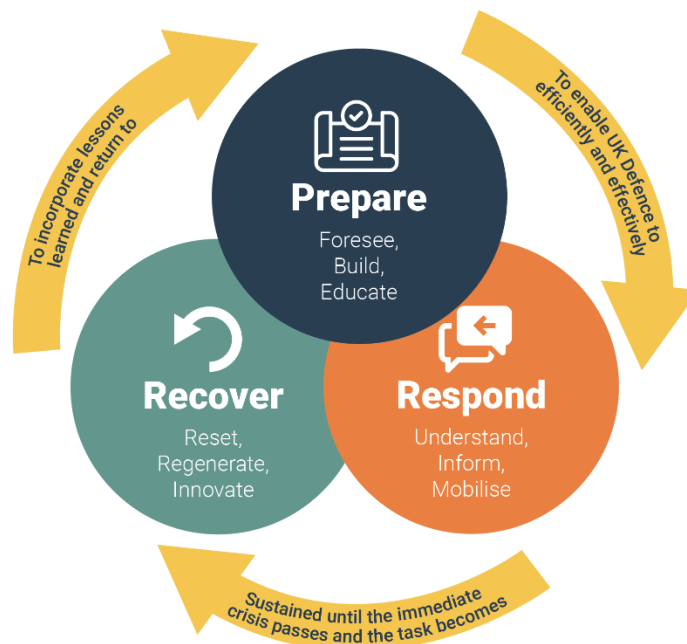 Prepare
Foresee,
Build,
Educate
To enable UK Defence to
efficiently and effectively
Respond
Understand,
Inform,
Mobilise
Sustained until the immediate
crisis passes and the task becomes
Recover
Reset,
Regenerate,
Innovate
To incorporate lessons
learned and return to